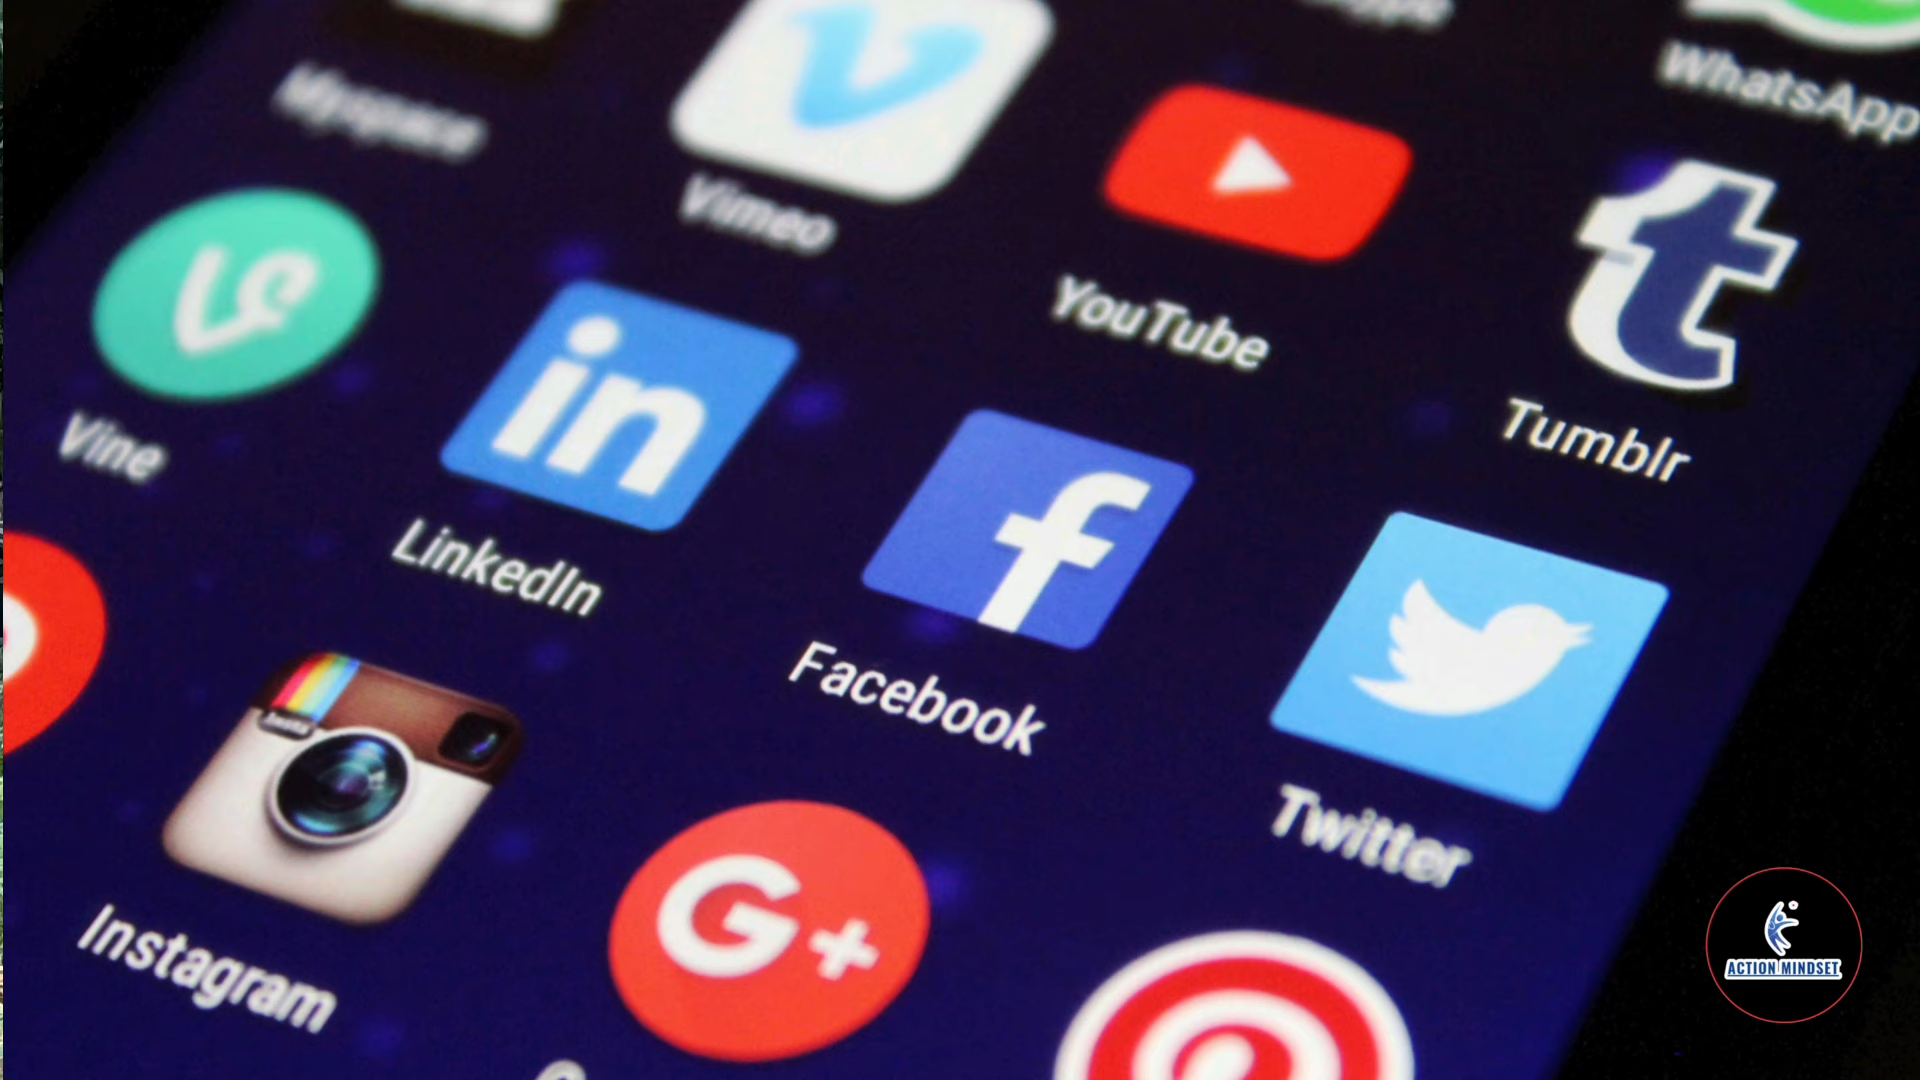 WhatsApp
Myspace
Vimeo
YouTube
Tumblr
Vine
LinkedIn
Facebook
Twitter
Instagram
G+
ACTION MINDSET